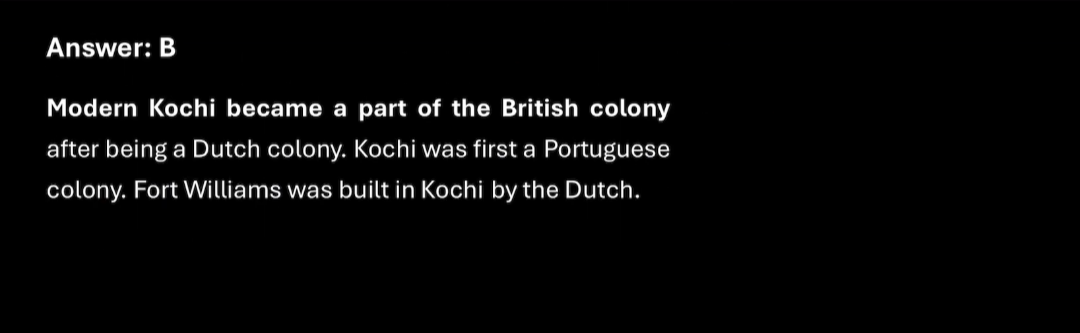 Answer: B
Modern Kochi became a part of the British colony
after being a Dutch colony. Kochi was first a Portuguese
colony. Fort Williams was built in Kochi by the Dutch.